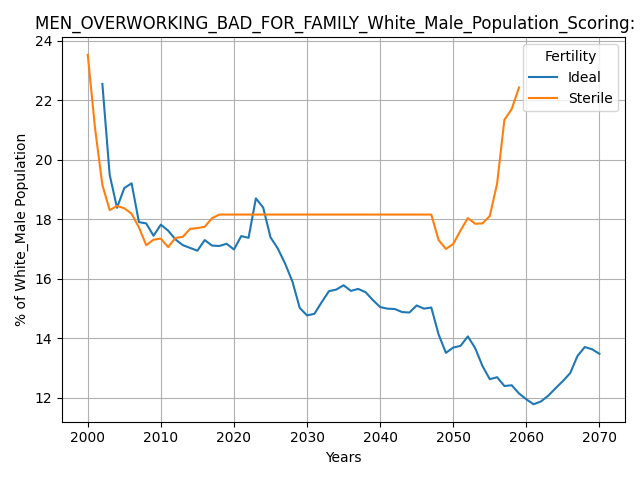 MEN_OVERWORKING_BAD_FOR_FAMILY_White_Male_Population_Scoring:
Fertility
Ideal
Sterile
% of White_Male Population
24
22
20
18
16
14
12
2000 2010 2020 2030 2040 2050 2060 2070
Years